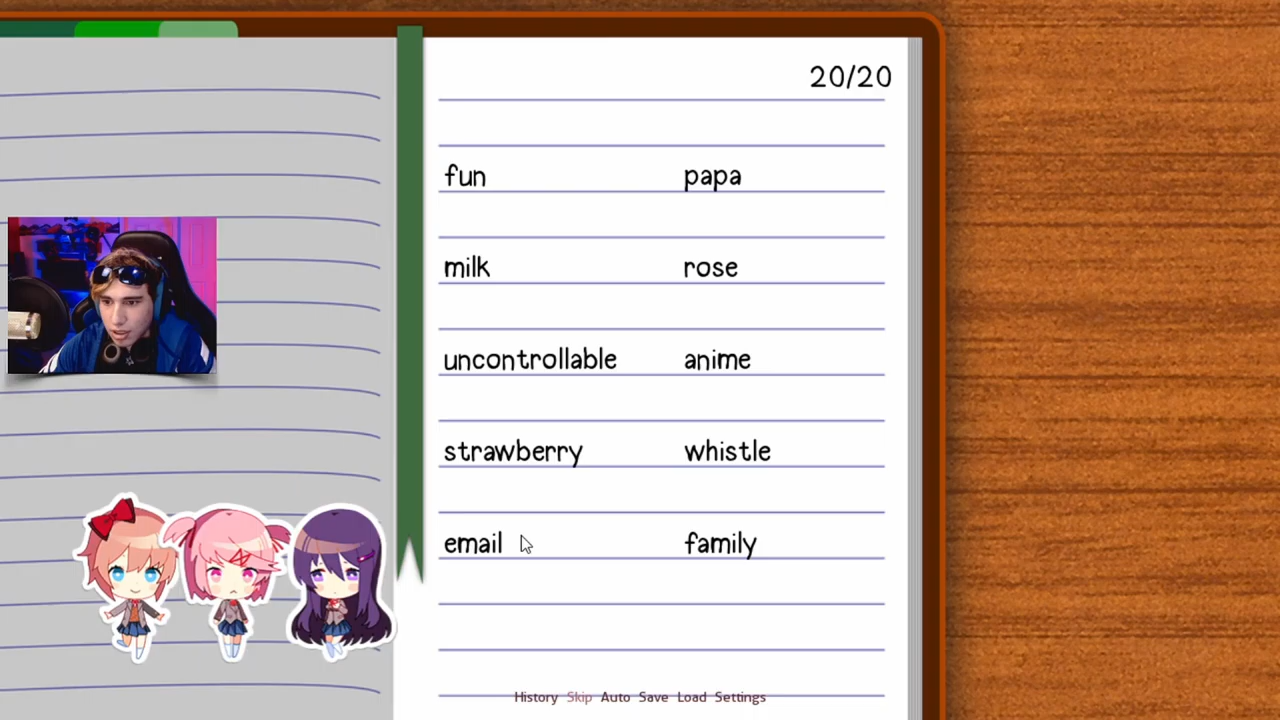 20/20
fun papa
milk rose
uncontrollable anime
strawberry whistle
email family
History Skip Auto Save Load Settings